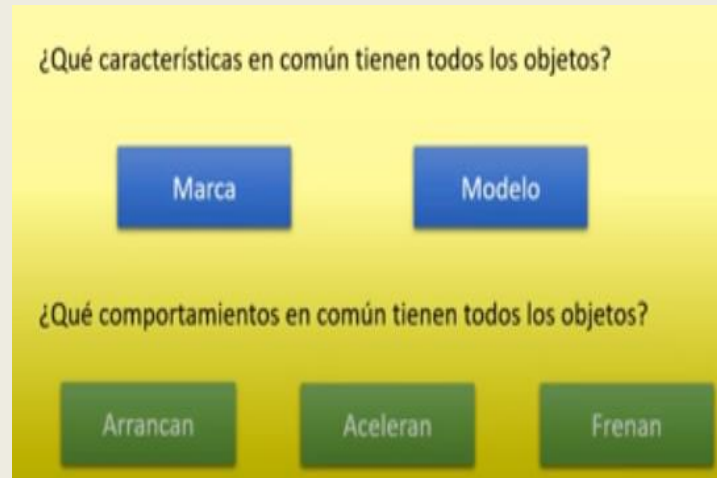 ¿Qué características en común tienen todos los objetos?
Marca Modelo
¿Qué comportamientos en común tienen todos los objetos?
Arrancan Aceleran Frenan